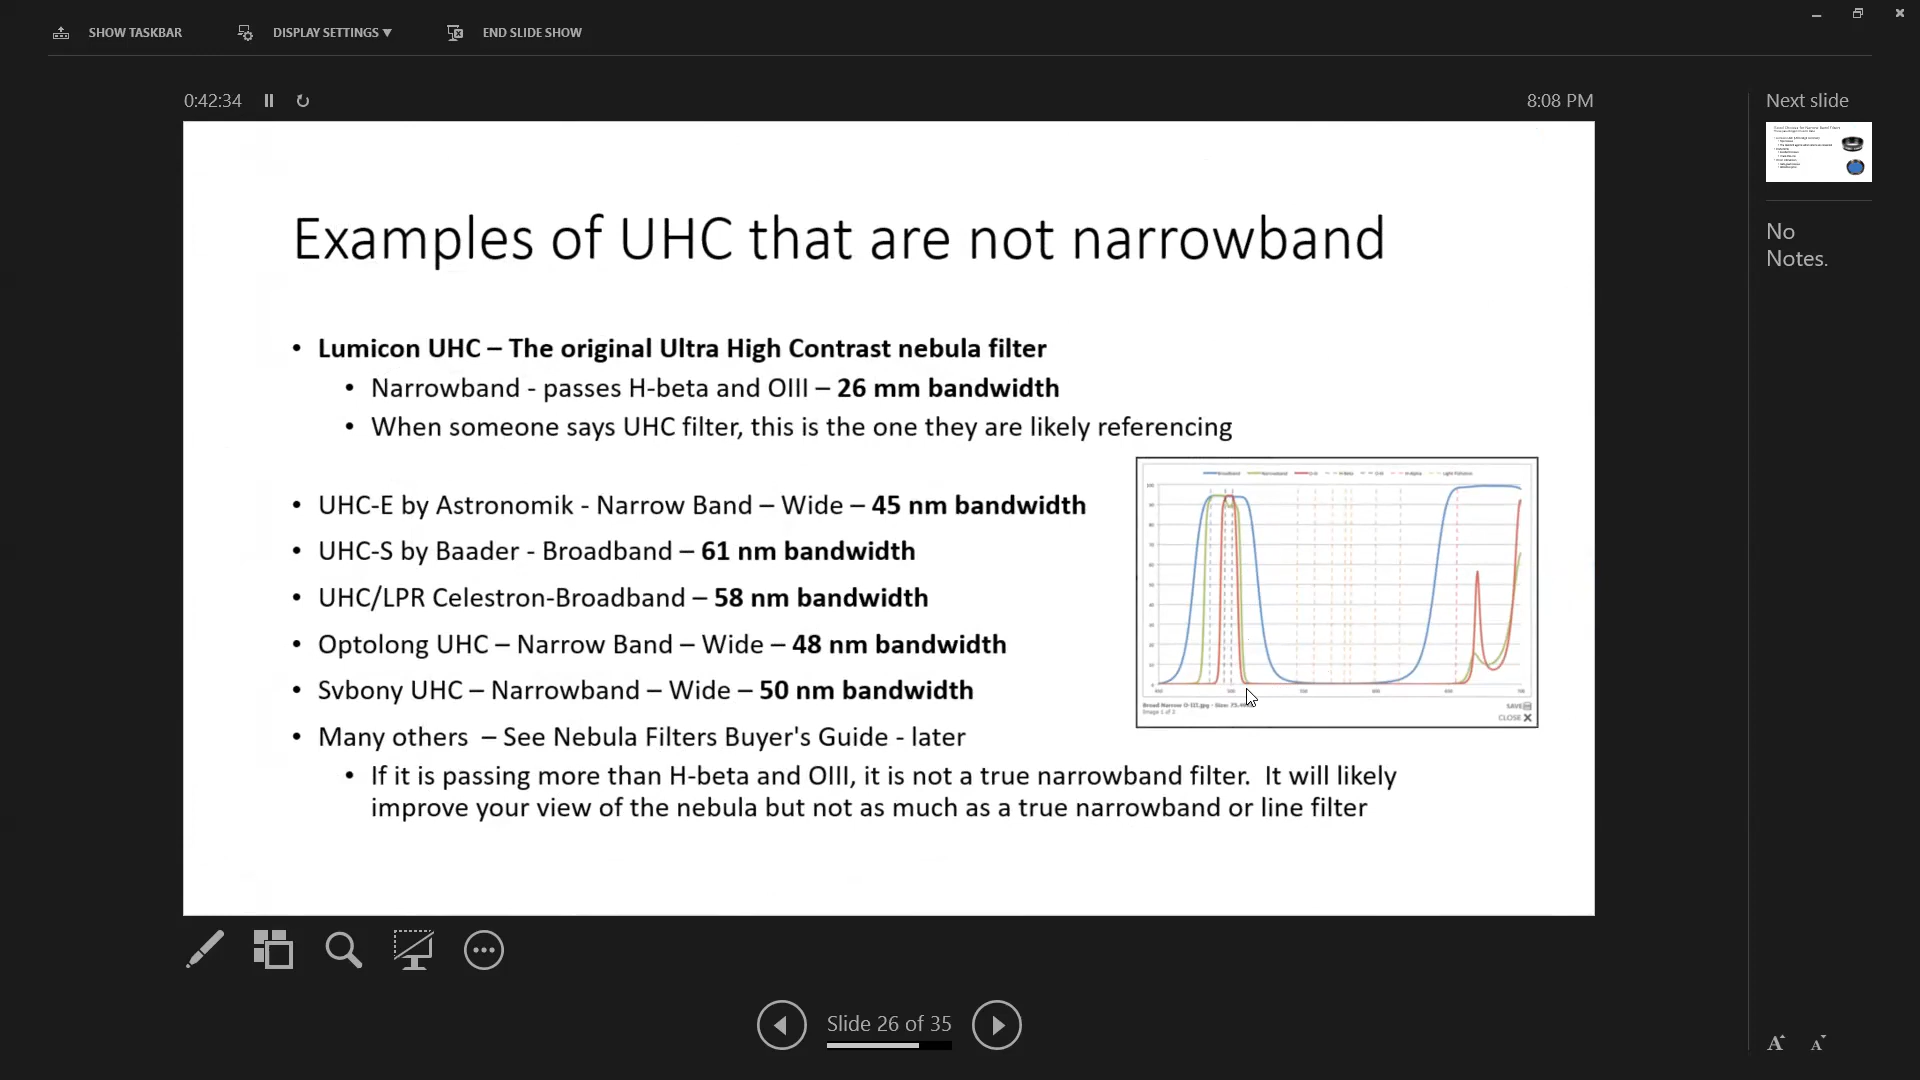 SHOW TASKBAR
DISPLAY SETTINGS ▼
END SLIDE SHOW
0:42:34
8:08 PM
Next slide
Examples of UHC that are not narrowband
• Lumicon UHC – The original Ultra High Contrast nebula filter
• Narrowband - passes H-beta and OIII – 26 mm bandwidth
• When someone says UHC filter, this is the one they are likely referencing
• UHC-E by Astronomik - Narrow Band – Wide – 45 nm bandwidth
• UHC-S by Baader - Broadband – 61 nm bandwidth
• UHC/LPR Celestron-Broadband – 58 nm bandwidth
• Optolong UHC – Narrow Band – Wide – 48 nm bandwidth
• Svbony UHC – Narrowband – Wide – 50 nm bandwidth
• Many others – See Nebula Filters Buyer's Guide - later
• If it is passing more than H-beta and OIII, it is not a true narrowband filter. It will likely
improve your view of the nebula but not as much as a true narrowband or line filter
SAVE
CLOSE X
No
Notes.
Slide 26 of 35
A A